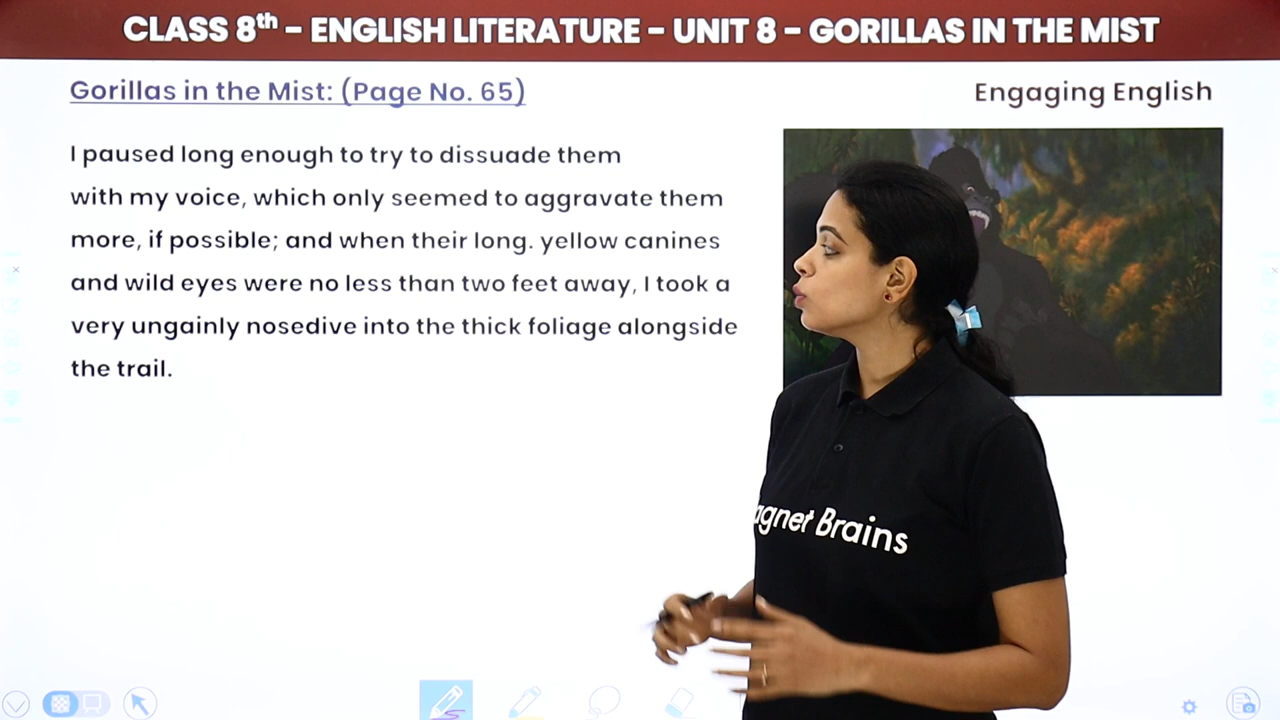 CLASS 8th – ENGLISH LITERATURE – UNIT 8 – GORILLAS IN THE MIST
Gorillas in the Mist: (Page No. 65)
Engaging English
I paused long enough to try to dissuade them
with my voice, which only seemed to aggravate them
more, if possible; and when their long. yellow canines
and wild eyes were no less than two feet away, I took a
very ungainly nosedive into the thick foliage alongside
the trail.
agnet Brains